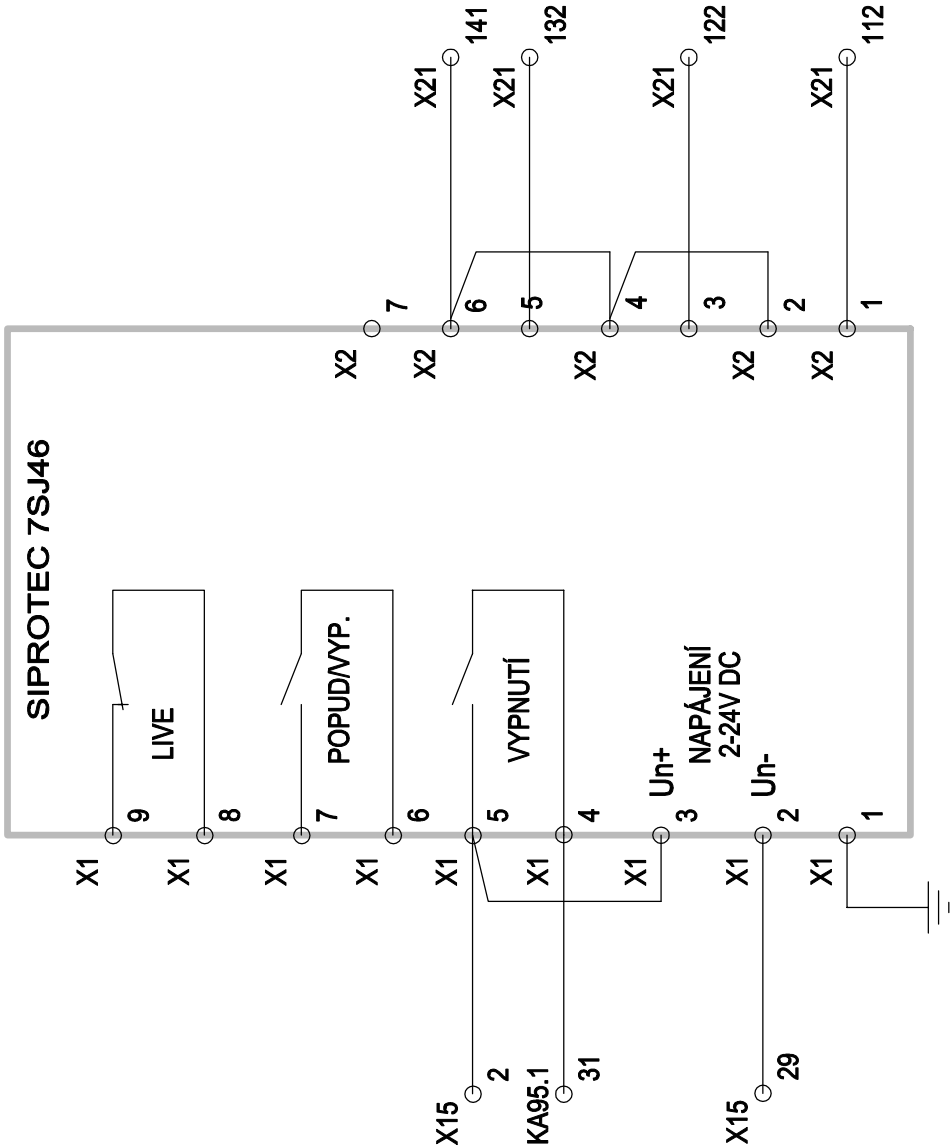 SIPROTEC 7SJ46
X1
9
LIVE
X1
8
X1
7
POPUD/VYP.
X2
7
X1
6
X15
2
X1
5
X2
6
X21
141
VYPNUTÍ
5
X21
132
KA95.1
31
X1
4
X2
4
X1
3
Un+
NAPÁJENÍ
2-24V DC
3
X21
122
X15
29
X1
2
Un-
X2
2
X1
1
X2
1
X21
112